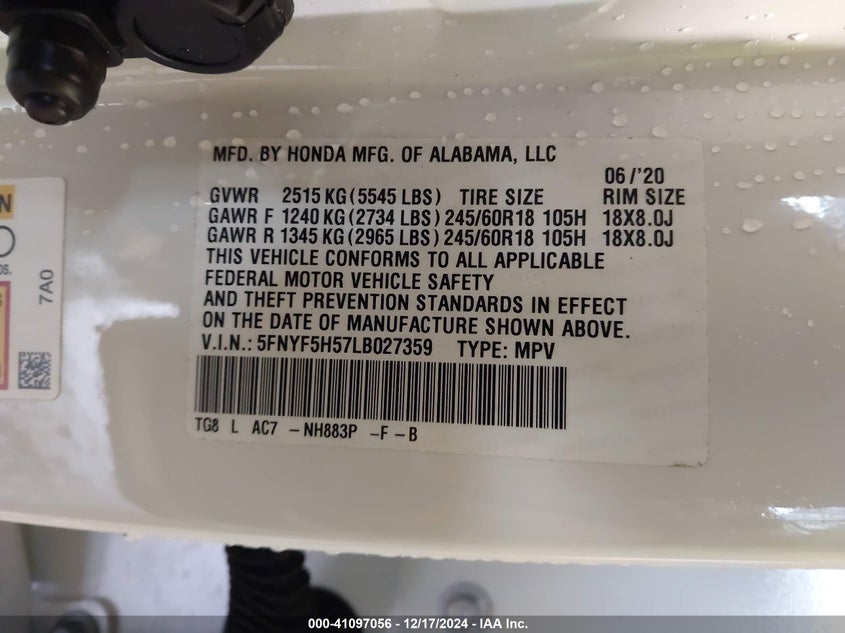 MFD. BY HONDA MFG. OF ALABAMA, LLC
06/'20
GVWR 2515 KG (5545 LBS) TIRE SIZE RIM SIZE
GAWR F 1240 KG (2734 LBS) 245/60R18 105H 18X8.0J
GAWR R 1345 KG (2965 LBS) 245/60R18 105H 18X8.0J
THIS VEHICLE CONFORMS TO ALL APPLICABLE
FEDERAL MOTOR VEHICLE SAFETY
AND THEFT PREVENTION STANDARDS IN EFFECT
ON THE DATE OF MANUFACTURE SHOWN ABOVE.
V.I.N.: 5FNYF5H57LB027359 TYPE: MPV
TG8 L AC7 - NH883P - F - B
7A0
000-41097056 - 12/17/2024 - IAA Inc.